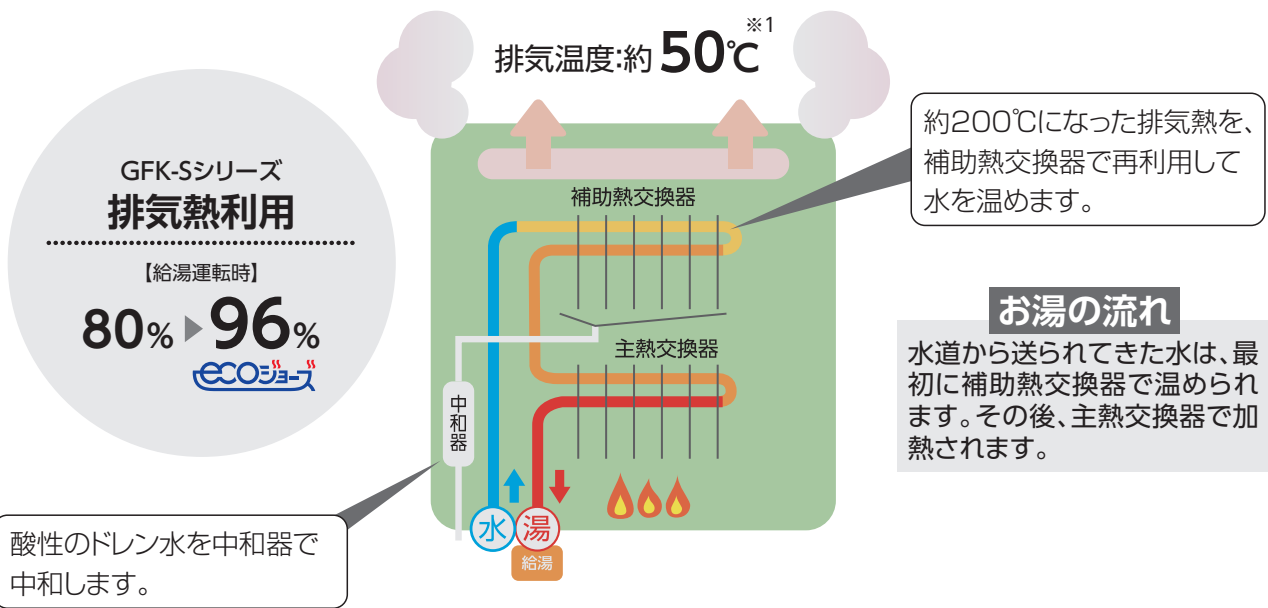 排気温度:約50℃※1
GFK-Sシリーズ
排気熱利用
【給湯運転時】
80%▶96%
ecoジョーズ
補助熱交換器
主熱交換器
中和器
水
湯
給湯
約200℃になった排気熱を、
補助熱交換器で再利用して
水を温めます。
お湯の流れ
水道から送られてきた水は、最
初に補助熱交換器で温められ
ます。その後、主熱交換器で加
熱されます。
酸性のドレン水を中和器で
中和します。